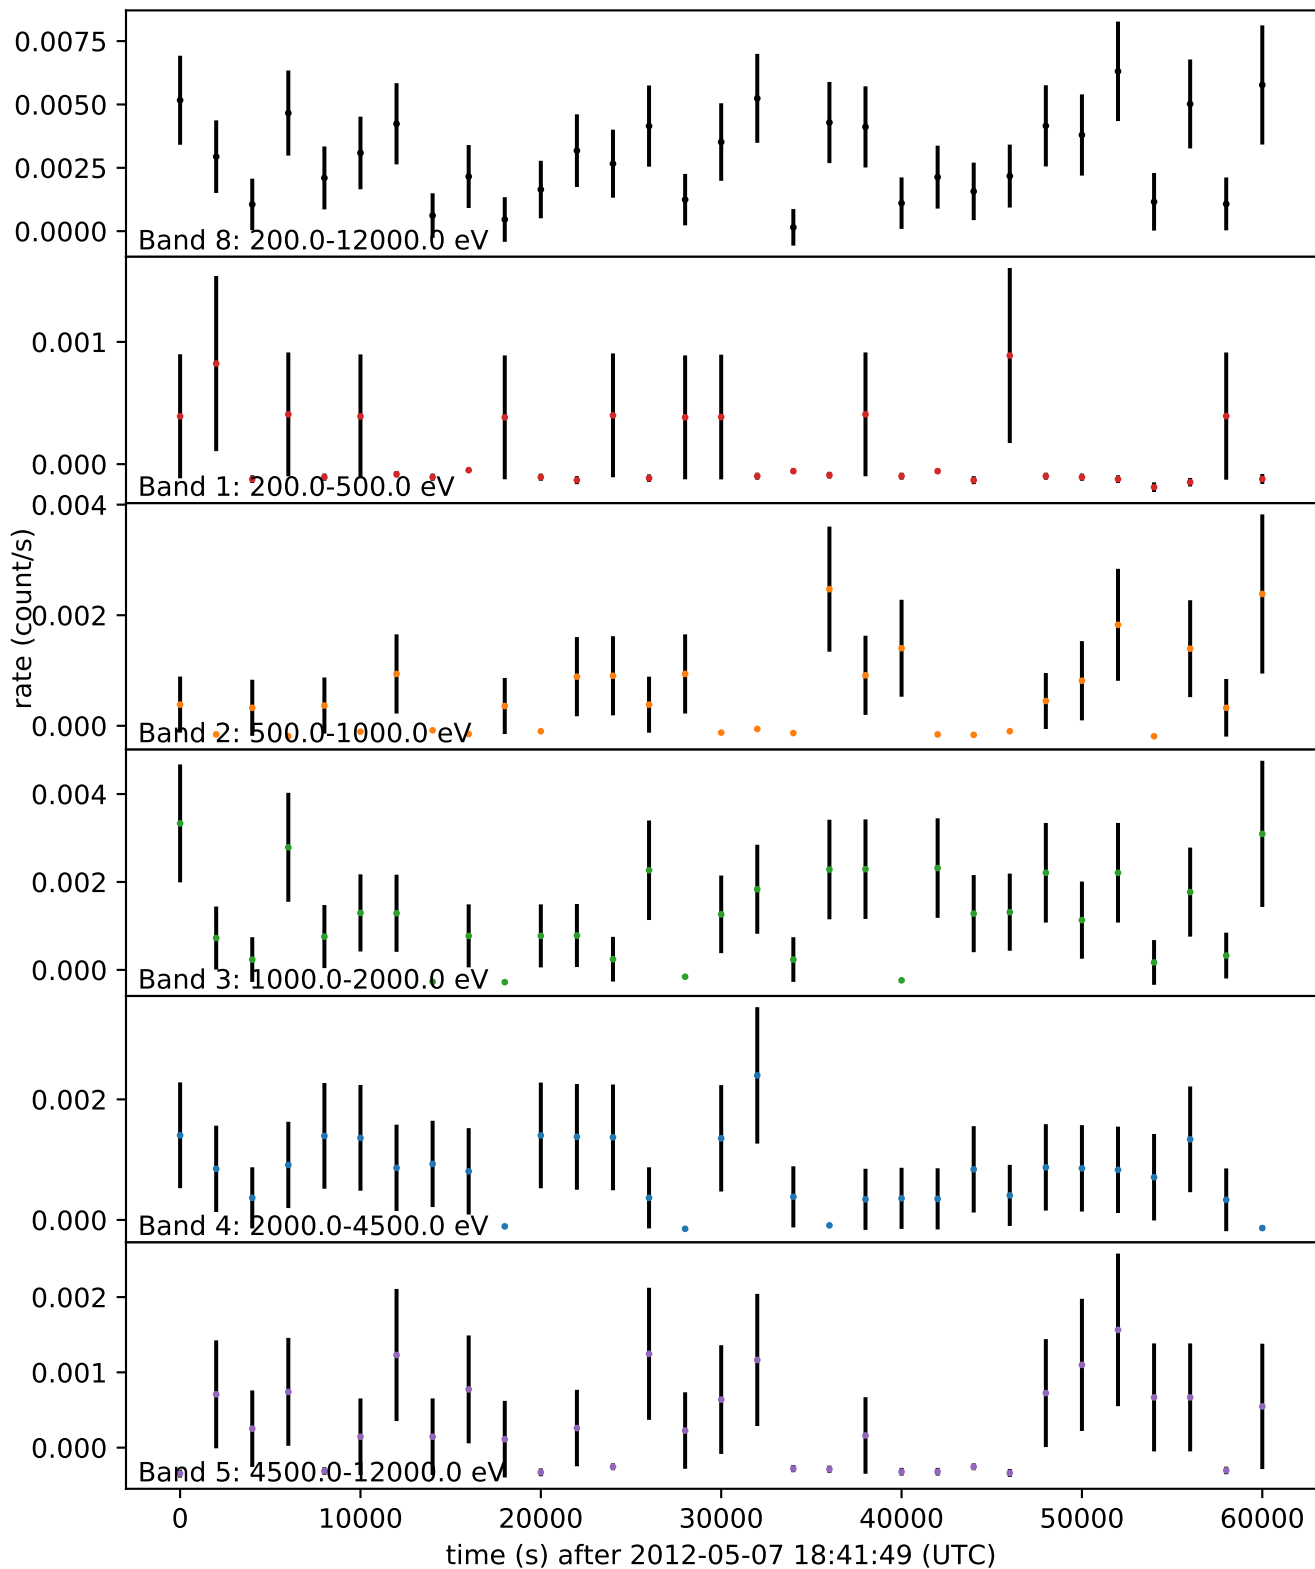 0.0075
0.0050
0.0025
0.0000
Band 8: 200.0-12000.0 eV
0.001
0.000
Band 1: 200.0-500.0 eV
0.004
0.002
0.000
Band 2: 500.0-1000.0 eV
rate (count/s)
0.004
0.002
0.000
Band 3: 1000.0-2000.0 eV
0.002
0.000
Band 4: 2000.0-4500.0 eV
0.002
0.001
0.000
Band 5: 4500.0-12000.0 eV
0 10000 20000 30000 40000 50000 60000
time (s) after 2012-05-07 18:41:49 (UTC)